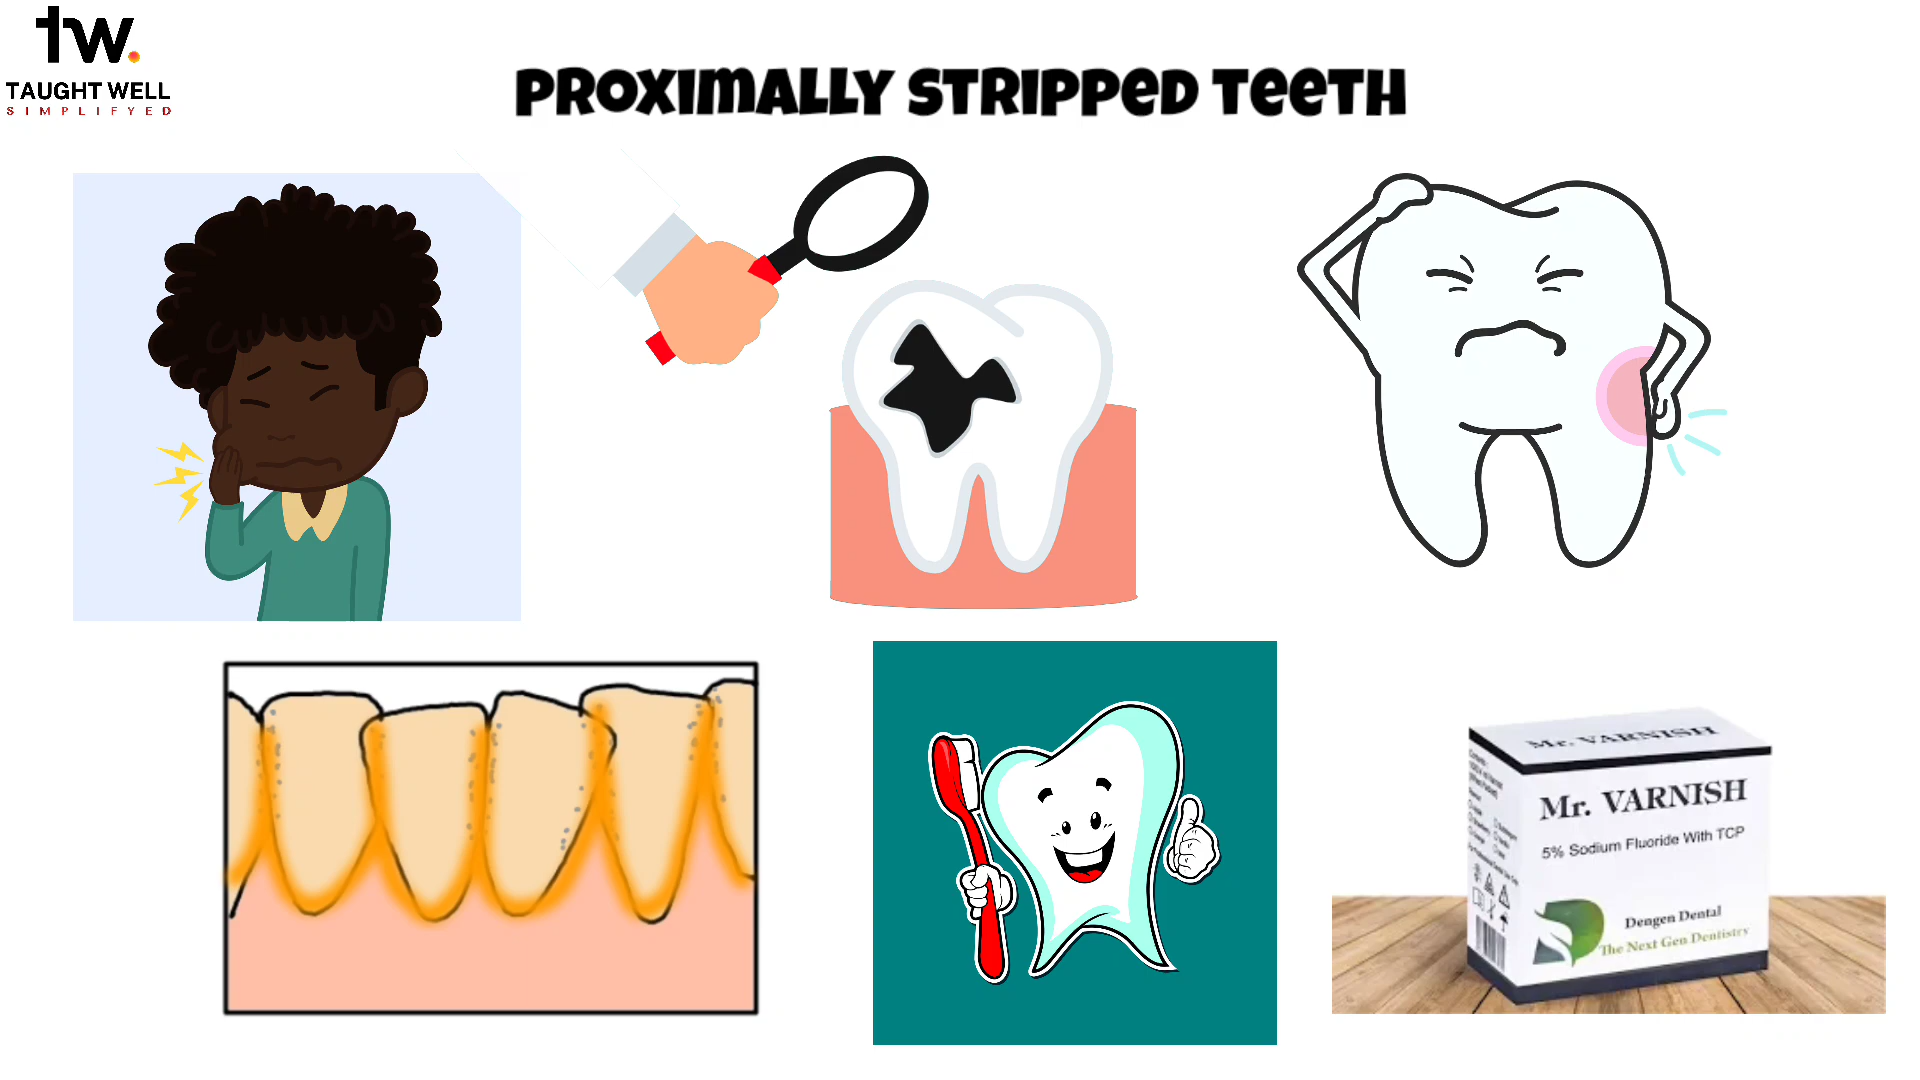 tw.
TAUGHT WELL
SIMPLIFYED
PROXIMALLY STRIPPED TEETH
Mr. VARNISH
Mr. VARNISH
5% Sodium Fluoride With TCP
Dengen Dental
The Next Gen Dentistry